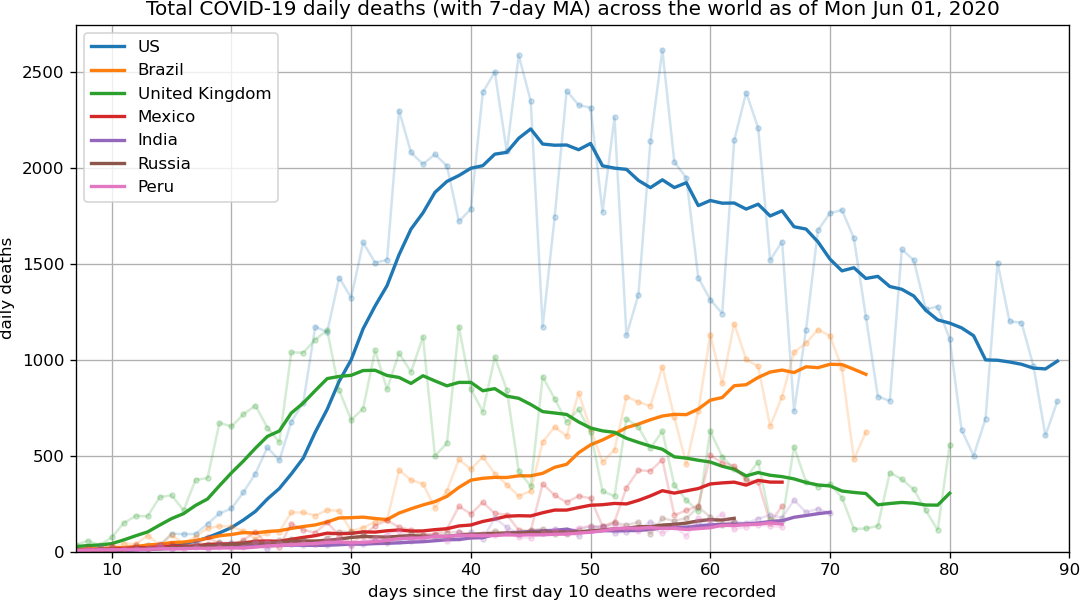 Total COVID-19 daily deaths (with 7-day MA) across the world as of Mon Jun 01, 2020
US
Brazil
United Kingdom
Mexico
India
Russia
Peru
daily deaths
2500
2000
1500
1000
500
0
10 20 30 40 50 60 70 80 90
days since the first day 10 deaths were recorded